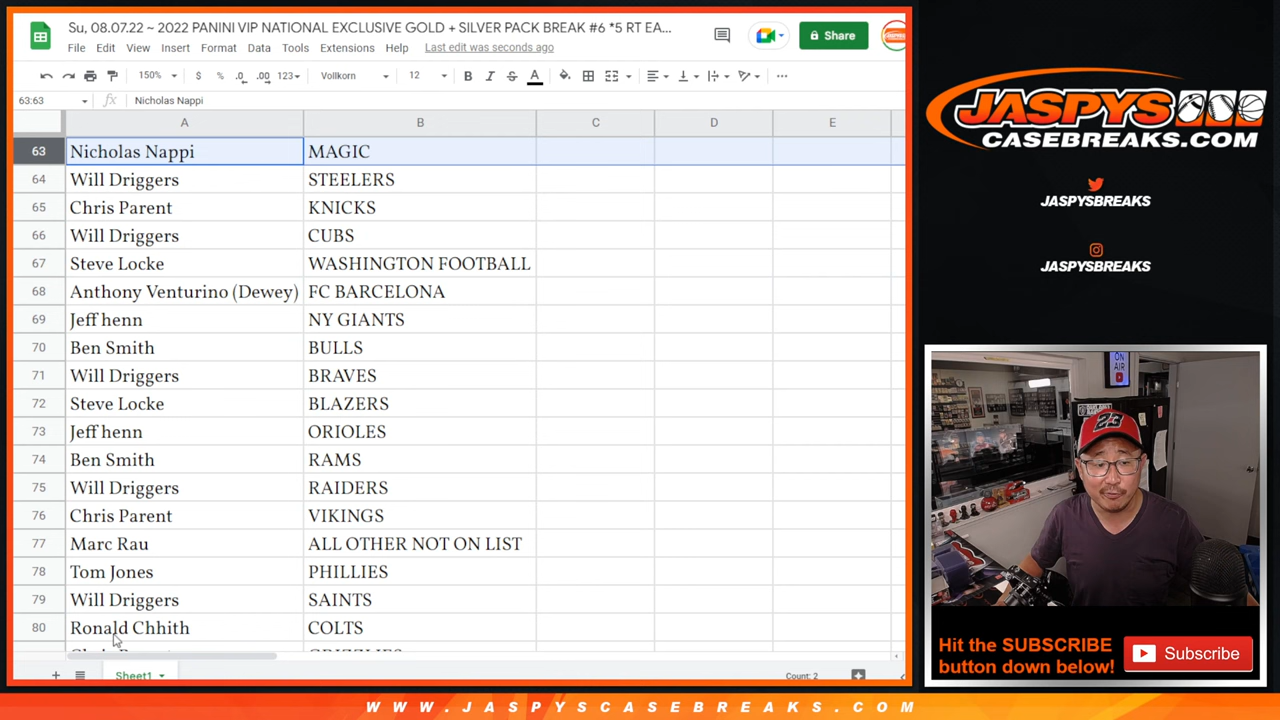 Su, 08.07.22 ~ 2022 PANINI VIP NATIONAL EXCLUSIVE GOLD + SILVER PACK BREAK #6 *5 RT EA...
File Edit View Insert Format Data Tools Extensions Help Last edit was seconds ago
Share
150% $ % .0 .00 123 Vollkorn 12 B I S A
63:63 fx Nicholas Nappi
A B C D E
63 Nicholas Nappi MAGIC
64 Will Driggers STEELERS
65 Chris Parent KNICKS
66 Will Driggers CUBS
67 Steve Locke WASHINGTON FOOTBALL
68 Anthony Venturino (Dewey) FC BARCELONA
69 Jeff henn NY GIANTS
70 Ben Smith BULLS
71 Will Driggers BRAVES
72 Steve Locke BLAZERS
73 Jeff henn ORIOLES
74 Ben Smith RAMS
75 Will Driggers RAIDERS
76 Chris Parent VIKINGS
77 Marc Rau ALL OTHER NOT ON LIST
78 Tom Jones PHILLIES
79 Will Driggers SAINTS
80 Ronald Chhith COLTS
Sheet1 Count: 2
JASPYS
CASEBREAKS.COM
JASPYSBREAKS
JASPYSBREAKS
ON
AIR
23
Hit the SUBSCRIBE
button down below!
Subscribe
WWW.JASPYSCASEBREAKS.COM